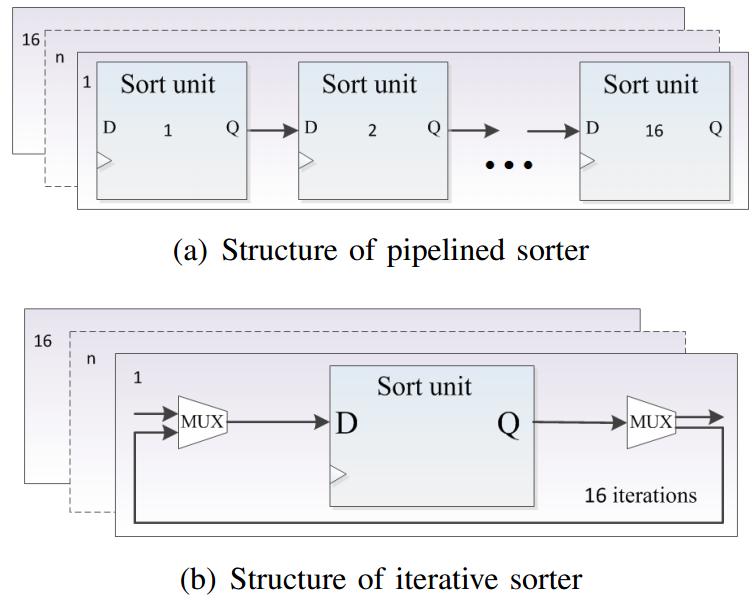 16
n
1
Sort unit Sort unit Sort unit
D 1 Q D 2 Q D 16 Q
(a) Structure of pipelined sorter
16
n
1
Sort unit
MUX D Q MUX
16 iterations
(b) Structure of iterative sorter